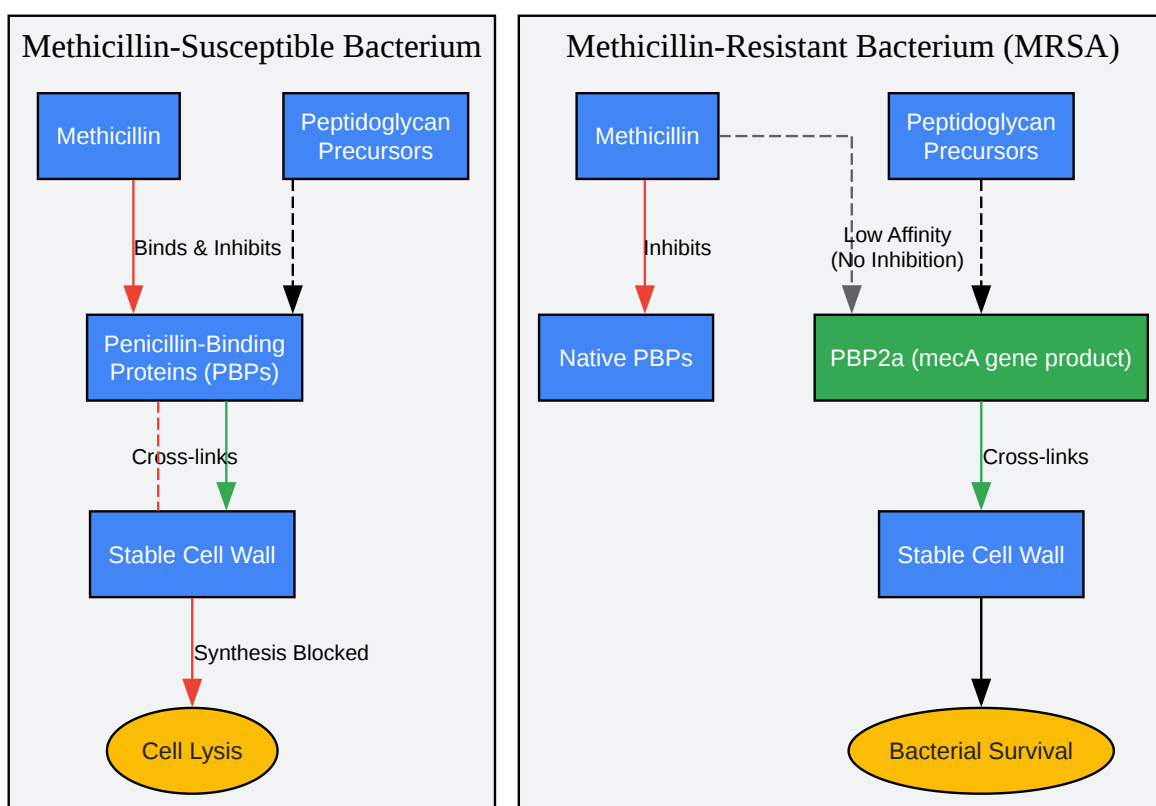 Methicillin-Susceptible Bacterium
Methicillin
Peptidoglycan
Precursors
Binds & Inhibits
Penicillin-Binding
Proteins (PBPs)
Cross-links
Stable Cell Wall
Synthesis Blocked
Cell Lysis
Methicillin-Resistant Bacterium (MRSA)
Methicillin
Peptidoglycan
Precursors
Inhibits
Low Affinity
(No Inhibition)
Native PBPs
PBP2a (mecA gene product)
Cross-links
Stable Cell Wall
Bacterial Survival